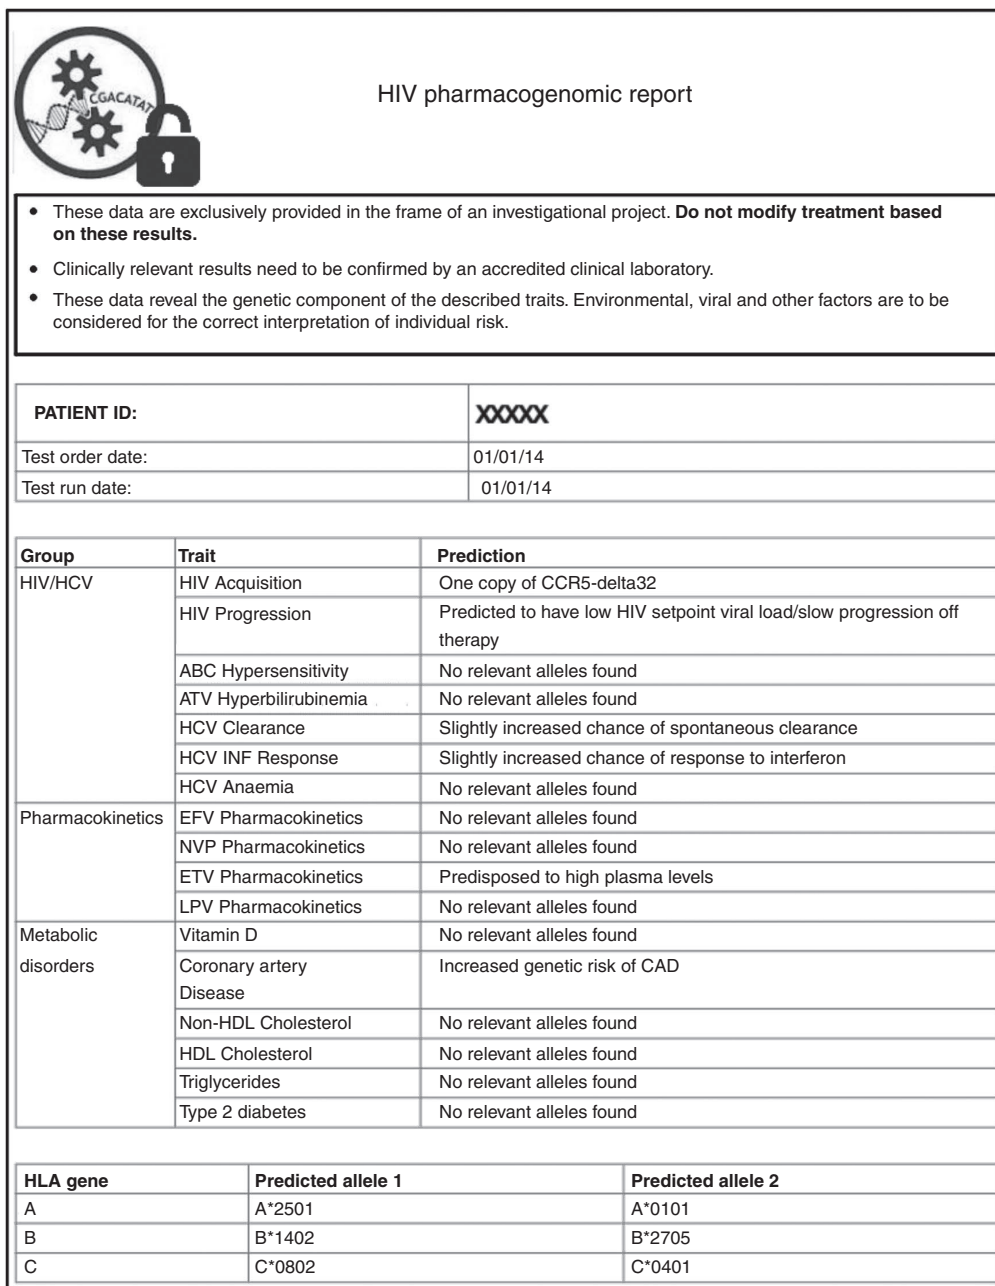 CGACATAT
HIV pharmacogenomic report
• These data are exclusively provided in the frame of an investigational project. Do not modify treatment based
on these results.
• Clinically relevant results need to be confirmed by an accredited clinical laboratory.
• These data reveal the genetic component of the described traits. Environmental, viral and other factors are to be
considered for the correct interpretation of individual risk.
PATIENT ID: XXXXX
Test order date: 01/01/14
Test run date: 01/01/14
Group Trait Prediction
HIV/HCV HIV Acquisition One copy of CCR5-delta32
HIV Progression Predicted to have low HIV setpoint viral load/slow progression off
therapy
ABC Hypersensitivity No relevant alleles found
ATV Hyperbilirubinemia No relevant alleles found
HCV Clearance Slightly increased chance of spontaneous clearance
HCV INF Response Slightly increased chance of response to interferon
HCV Anaemia No relevant alleles found
Pharmacokinetics EFV Pharmacokinetics No relevant alleles found
NVP Pharmacokinetics No relevant alleles found
ETV Pharmacokinetics Predisposed to high plasma levels
LPV Pharmacokinetics No relevant alleles found
Metabolic Vitamin D No relevant alleles found
disorders Coronary artery Increased genetic risk of CAD
Disease
Non-HDL Cholesterol No relevant alleles found
HDL Cholesterol No relevant alleles found
Triglycerides No relevant alleles found
Type 2 diabetes No relevant alleles found
HLA gene Predicted allele 1 Predicted allele 2
A A*2501 A*0101
B B*1402 B*2705
C C*0802 C*0401